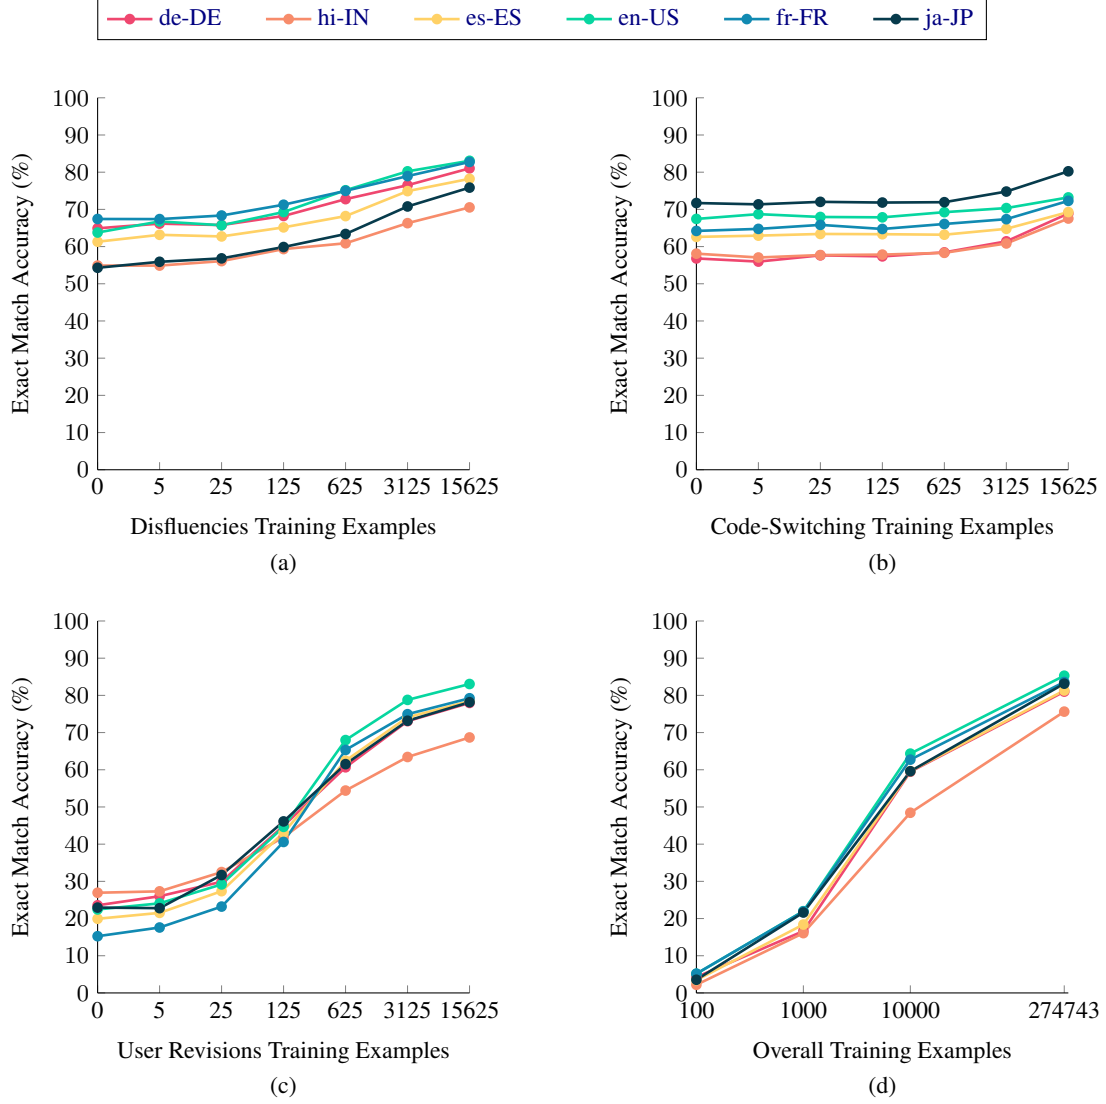 de-DE hi-IN es-ES en-US fr-FR ja-JP
100
90
80
70
60
50
40
30
20
10
0
Exact Match Accuracy (%)
0 5 25 125 625 3125 15625
Disfluencies Training Examples
(a)
100
90
80
70
60
50
40
30
20
10
0
Exact Match Accuracy (%)
0 5 25 125 625 3125 15625
Code-Switching Training Examples
(b)
100
90
80
70
60
50
40
30
20
10
0
Exact Match Accuracy (%)
0 5 25 125 625 3125 15625
User Revisions Training Examples
(c)
100
90
80
70
60
50
40
30
20
10
0
Exact Match Accuracy (%)
100 1000 10000 274743
Overall Training Examples
(d)